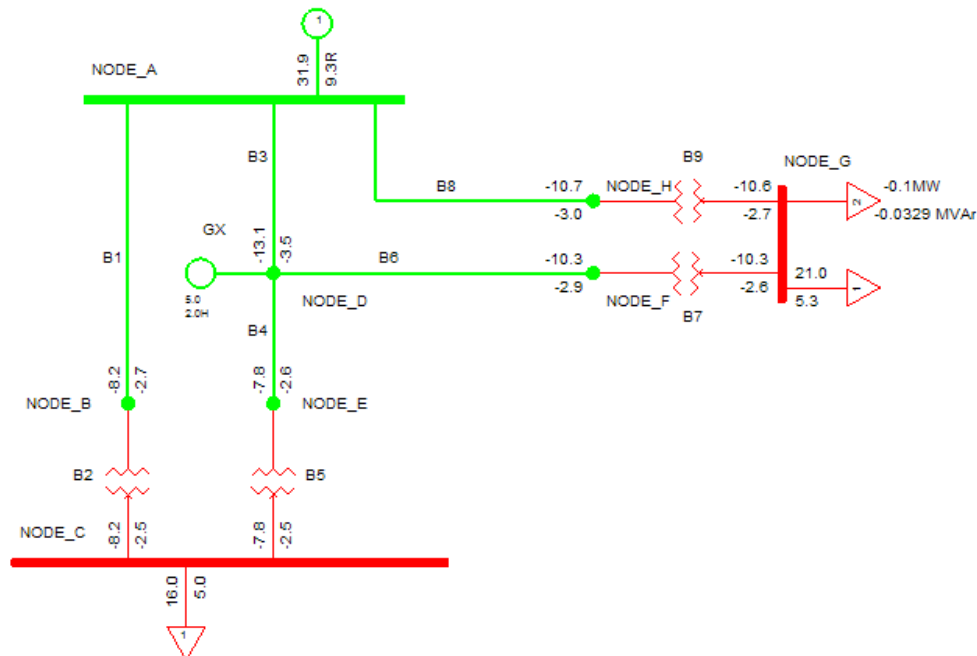 1
31.9
9.3R
NODE_A
B3
B9
NODE_G
B8
-10.7
NODE_H
-10.6
-0.1MW
-3.0
-2.7
2
-0.0329 MVAr
GX
B1
-13.1
-3.5
B6
-10.3
-10.3
21.0
5.0
2.0H
NODE_D
-2.9
NODE_F
-2.6
5.3
1
B4
B7
-8.2
-2.7
-7.8
-2.6
NODE_B
NODE_E
B2
B5
NODE_C
-8.2
-2.5
-7.8
-2.5
16.0
5.0
1